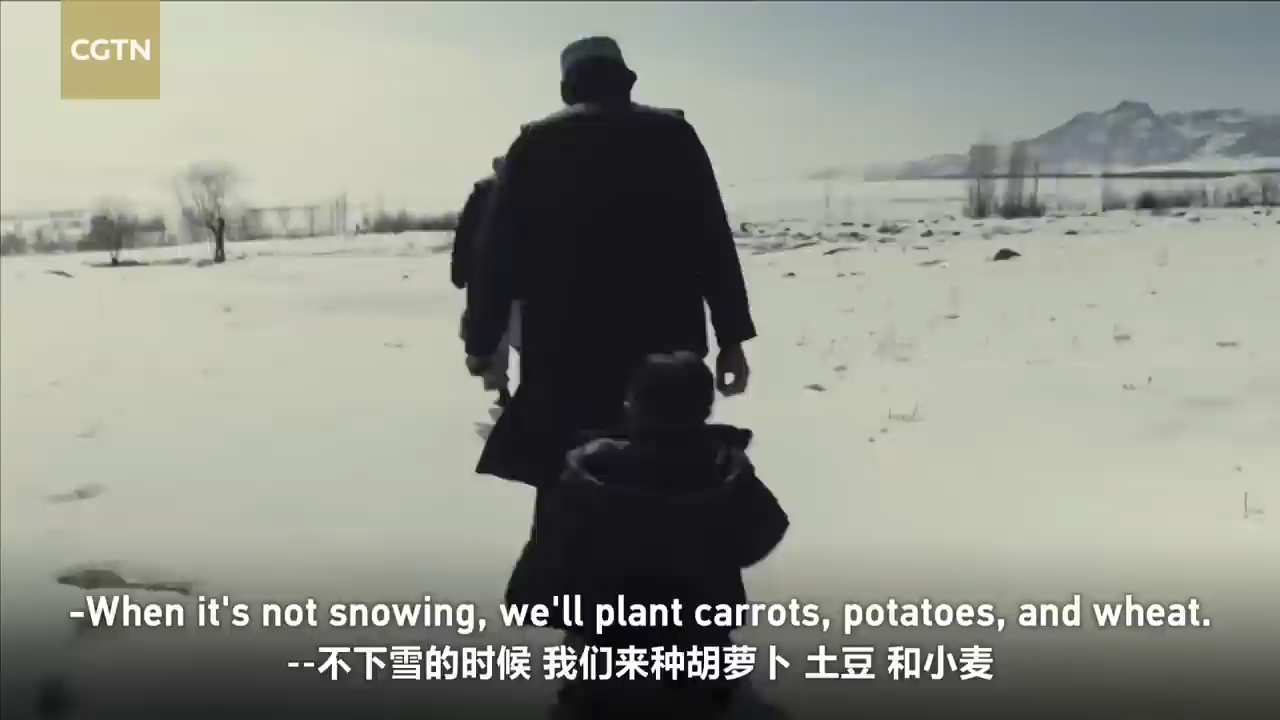 CGTN
-When it's not snowing, we'll plant carrots, potatoes, and wheat.
--不下雪的时候 我们来种胡萝卜 土豆 和小麦